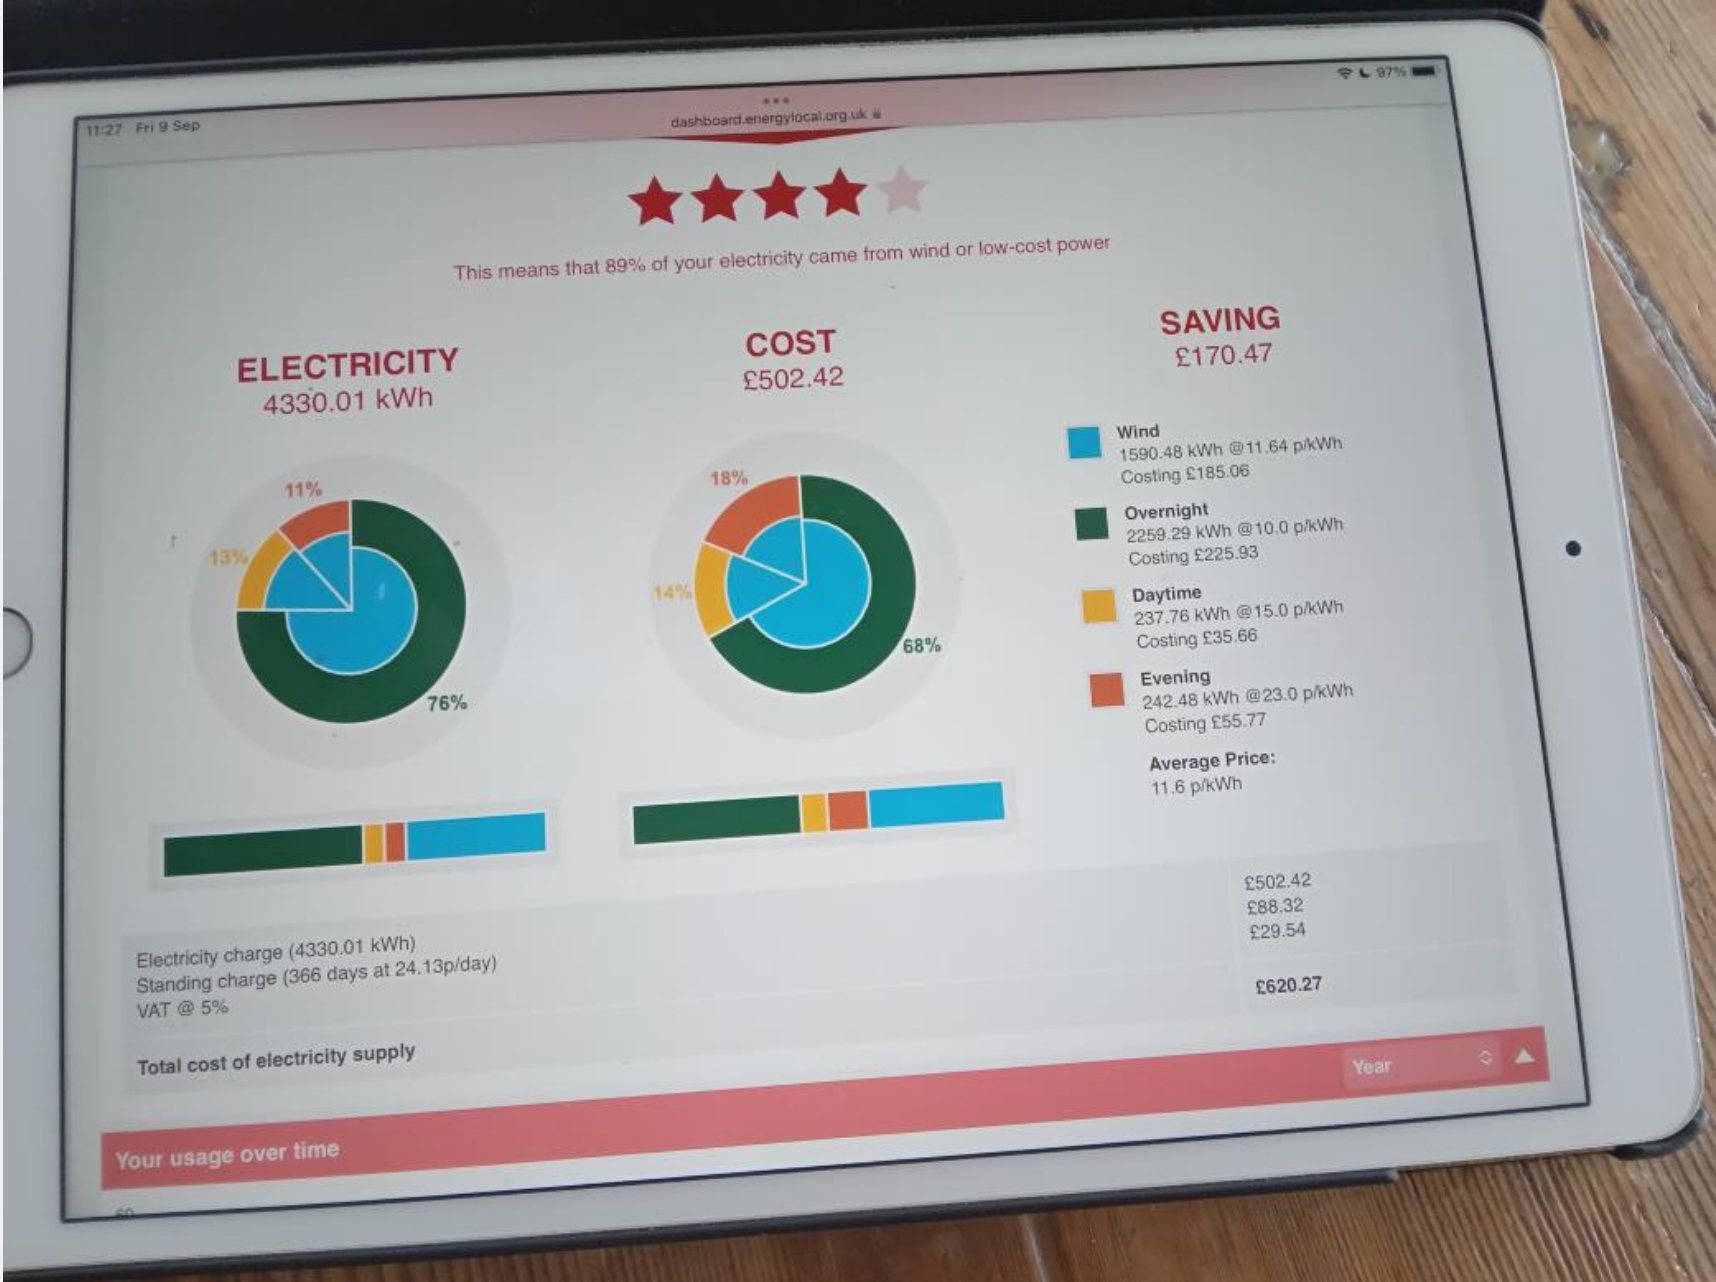 11:27 Fri 9 Sep
97%
dashboard.energylocal.org.uk
This means that 89% of your electricity came from wind or low-cost power
ELECTRICITY
4330.01 kWh
11%
13%
76%
COST
£502.42
18%
14%
68%
SAVING
£170.47
Wind
1590.48 kWh @11.64 p/kWh
Costing £185.06
Overnight
2259.29 kWh @10.0 p/kWh
Costing £225.93
Daytime
237.76 kWh @15.0 p/kWh
Costing £35.66
Evening
242.48 kWh @23.0 p/kWh
Costing £55.77
Average Price:
11.6 p/kWh
Electricity charge (4330.01 kWh) £502.42
Standing charge (366 days at 24.13p/day) £88.32
VAT @ 5% £29.54
Total cost of electricity supply £620.27
Your usage over time Year
60